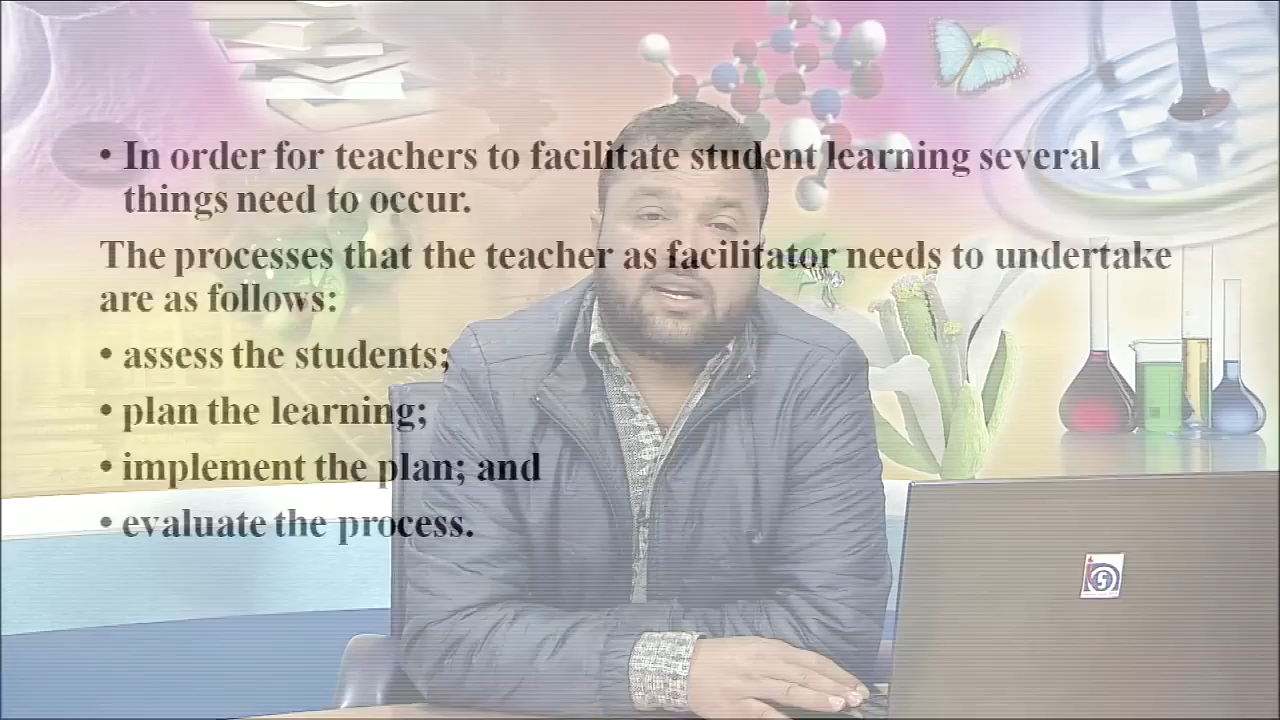 • In order for teachers to facilitate student learning several
things need to occur.
The processes that the teacher as facilitator needs to undertake
are as follows:
• assess the students;
• plan the learning;
• implement the plan; and
• evaluate the process.